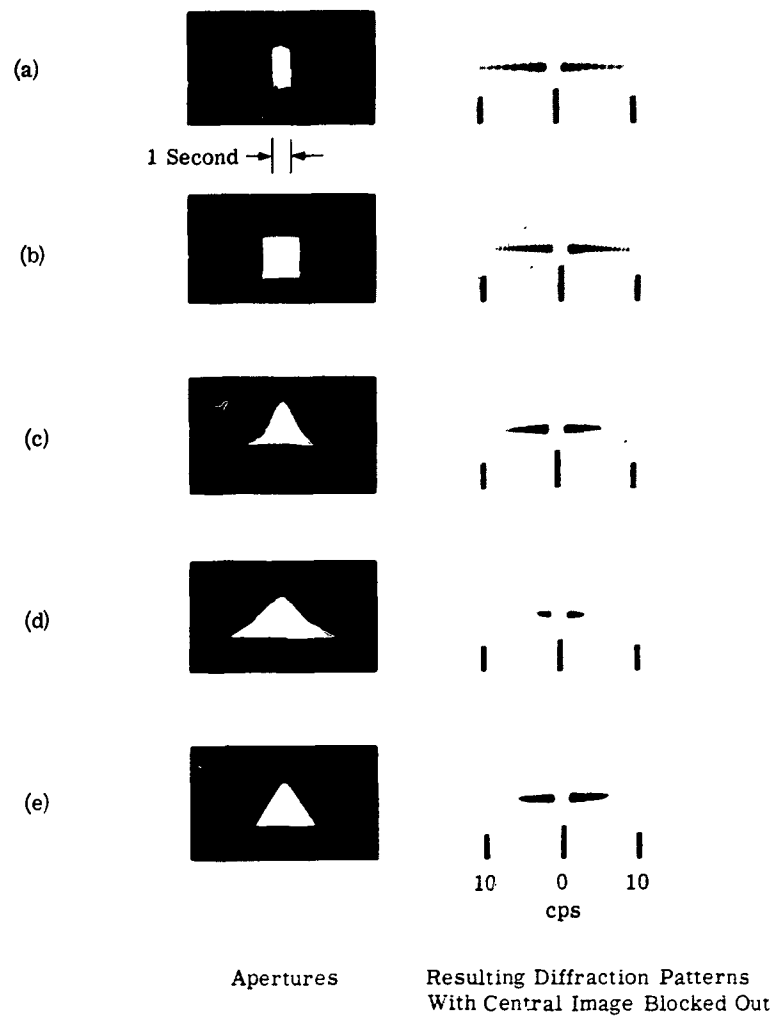 (a)
1 Second
(b)
(c)
(d)
(e)
10 0 10
cps
Apertures
Resulting Diffraction Patterns
With Central Image Blocked Out